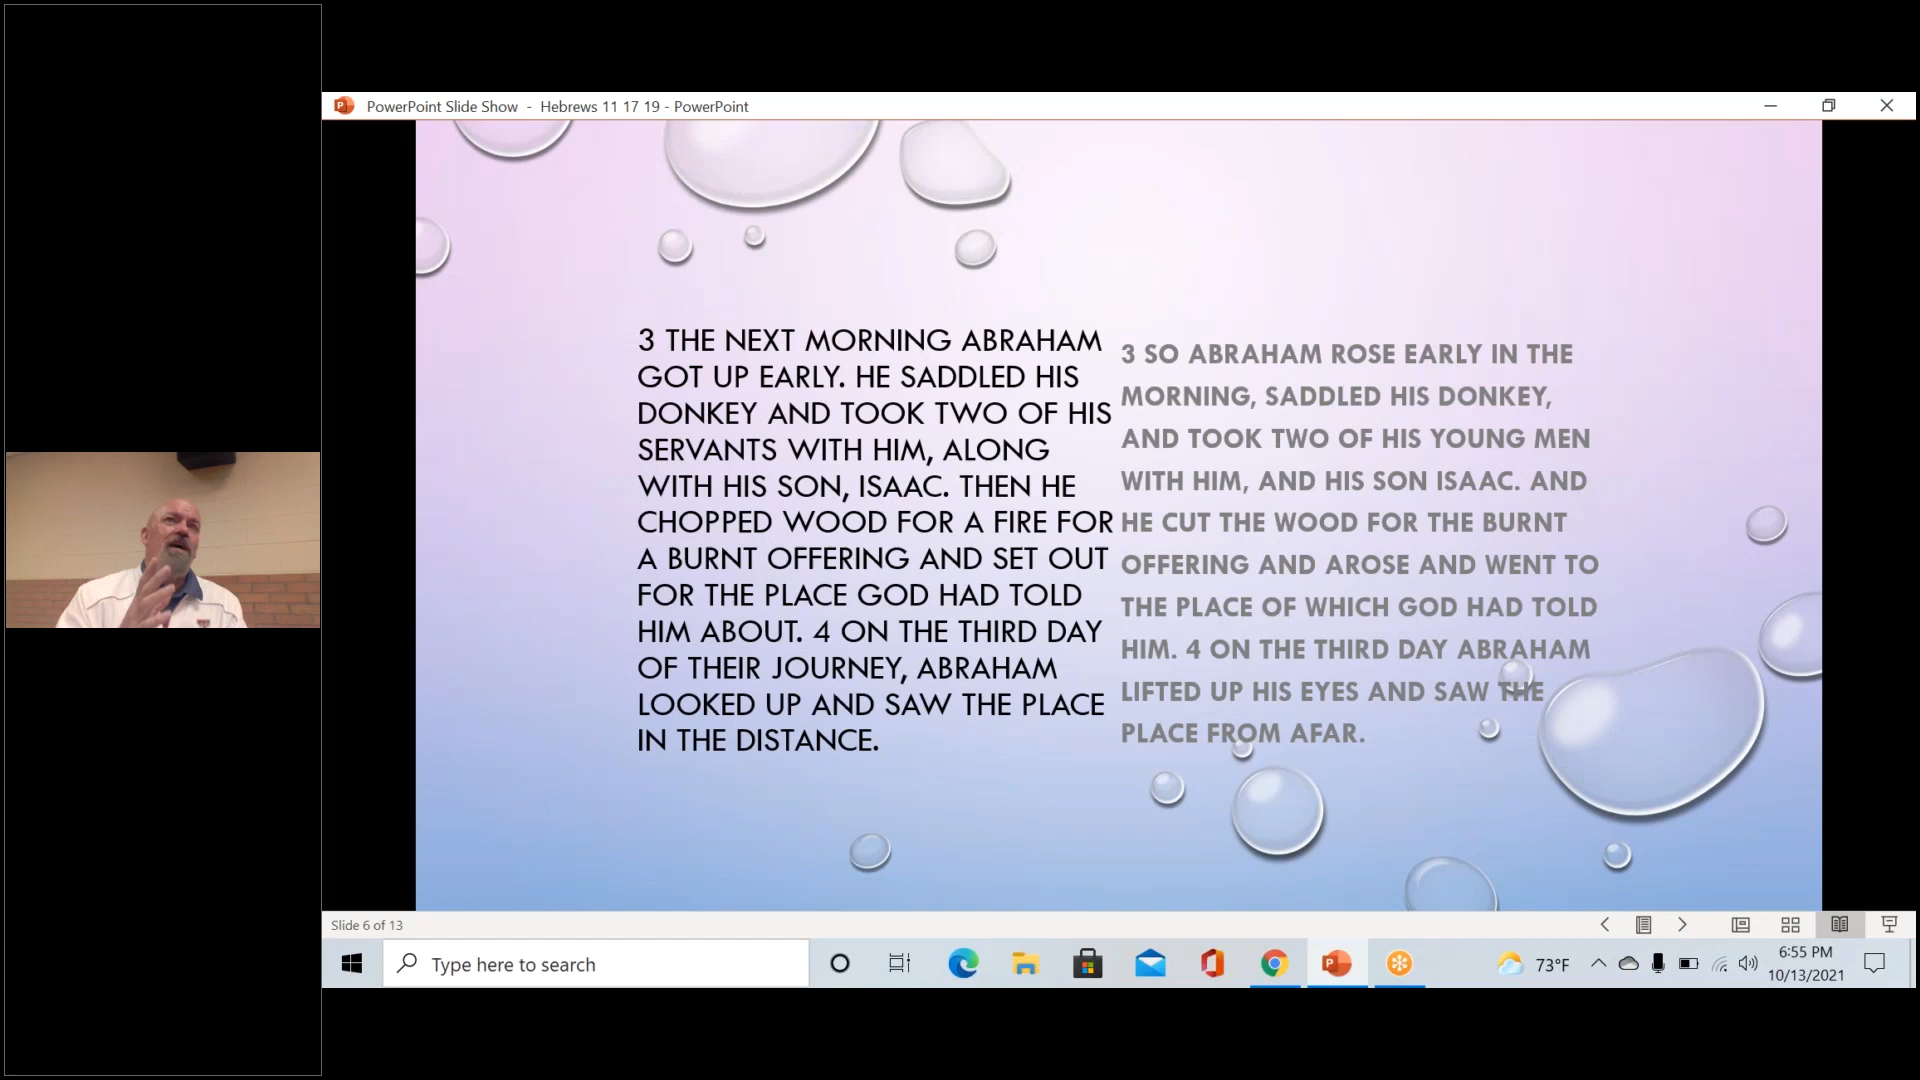 PowerPoint Slide Show - Hebrews 11 17 19 - PowerPoint
3 THE NEXT MORNING ABRAHAM
GOT UP EARLY. HE SADDLED HIS
DONKEY AND TOOK TWO OF HIS
SERVANTS WITH HIM, ALONG
WITH HIS SON, ISAAC. THEN HE
CHOPPED WOOD FOR A FIRE FOR
A BURNT OFFERING AND SET OUT
FOR THE PLACE GOD HAD TOLD
HIM ABOUT. 4 ON THE THIRD DAY
OF THEIR JOURNEY, ABRAHAM
LOOKED UP AND SAW THE PLACE
IN THE DISTANCE.
3 SO ABRAHAM ROSE EARLY IN THE
MORNING, SADDLED HIS DONKEY,
AND TOOK TWO OF HIS YOUNG MEN
WITH HIM, AND HIS SON ISAAC. AND
HE CUT THE WOOD FOR THE BURNT
OFFERING AND AROSE AND WENT TO
THE PLACE OF WHICH GOD HAD TOLD
HIM. 4 ON THE THIRD DAY ABRAHAM
LIFTED UP HIS EYES AND SAW THE
PLACE FROM AFAR.
Slide 6 of 13
Type here to search
73°F
6:55 PM
10/13/2021